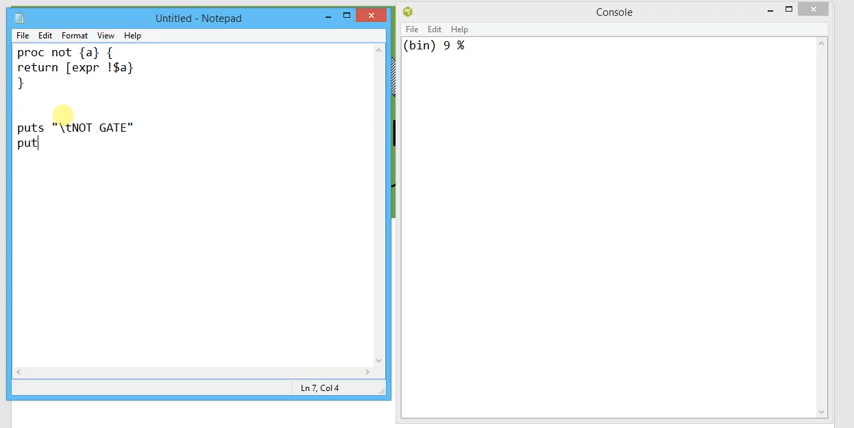 Untitled - Notepad
File Edit Format View Help
proc not {a} {
return [expr !$a}
}
puts "\tNOT GATE"
put
Ln 7, Col 4
Console
File Edit Help
(bin) 9 %